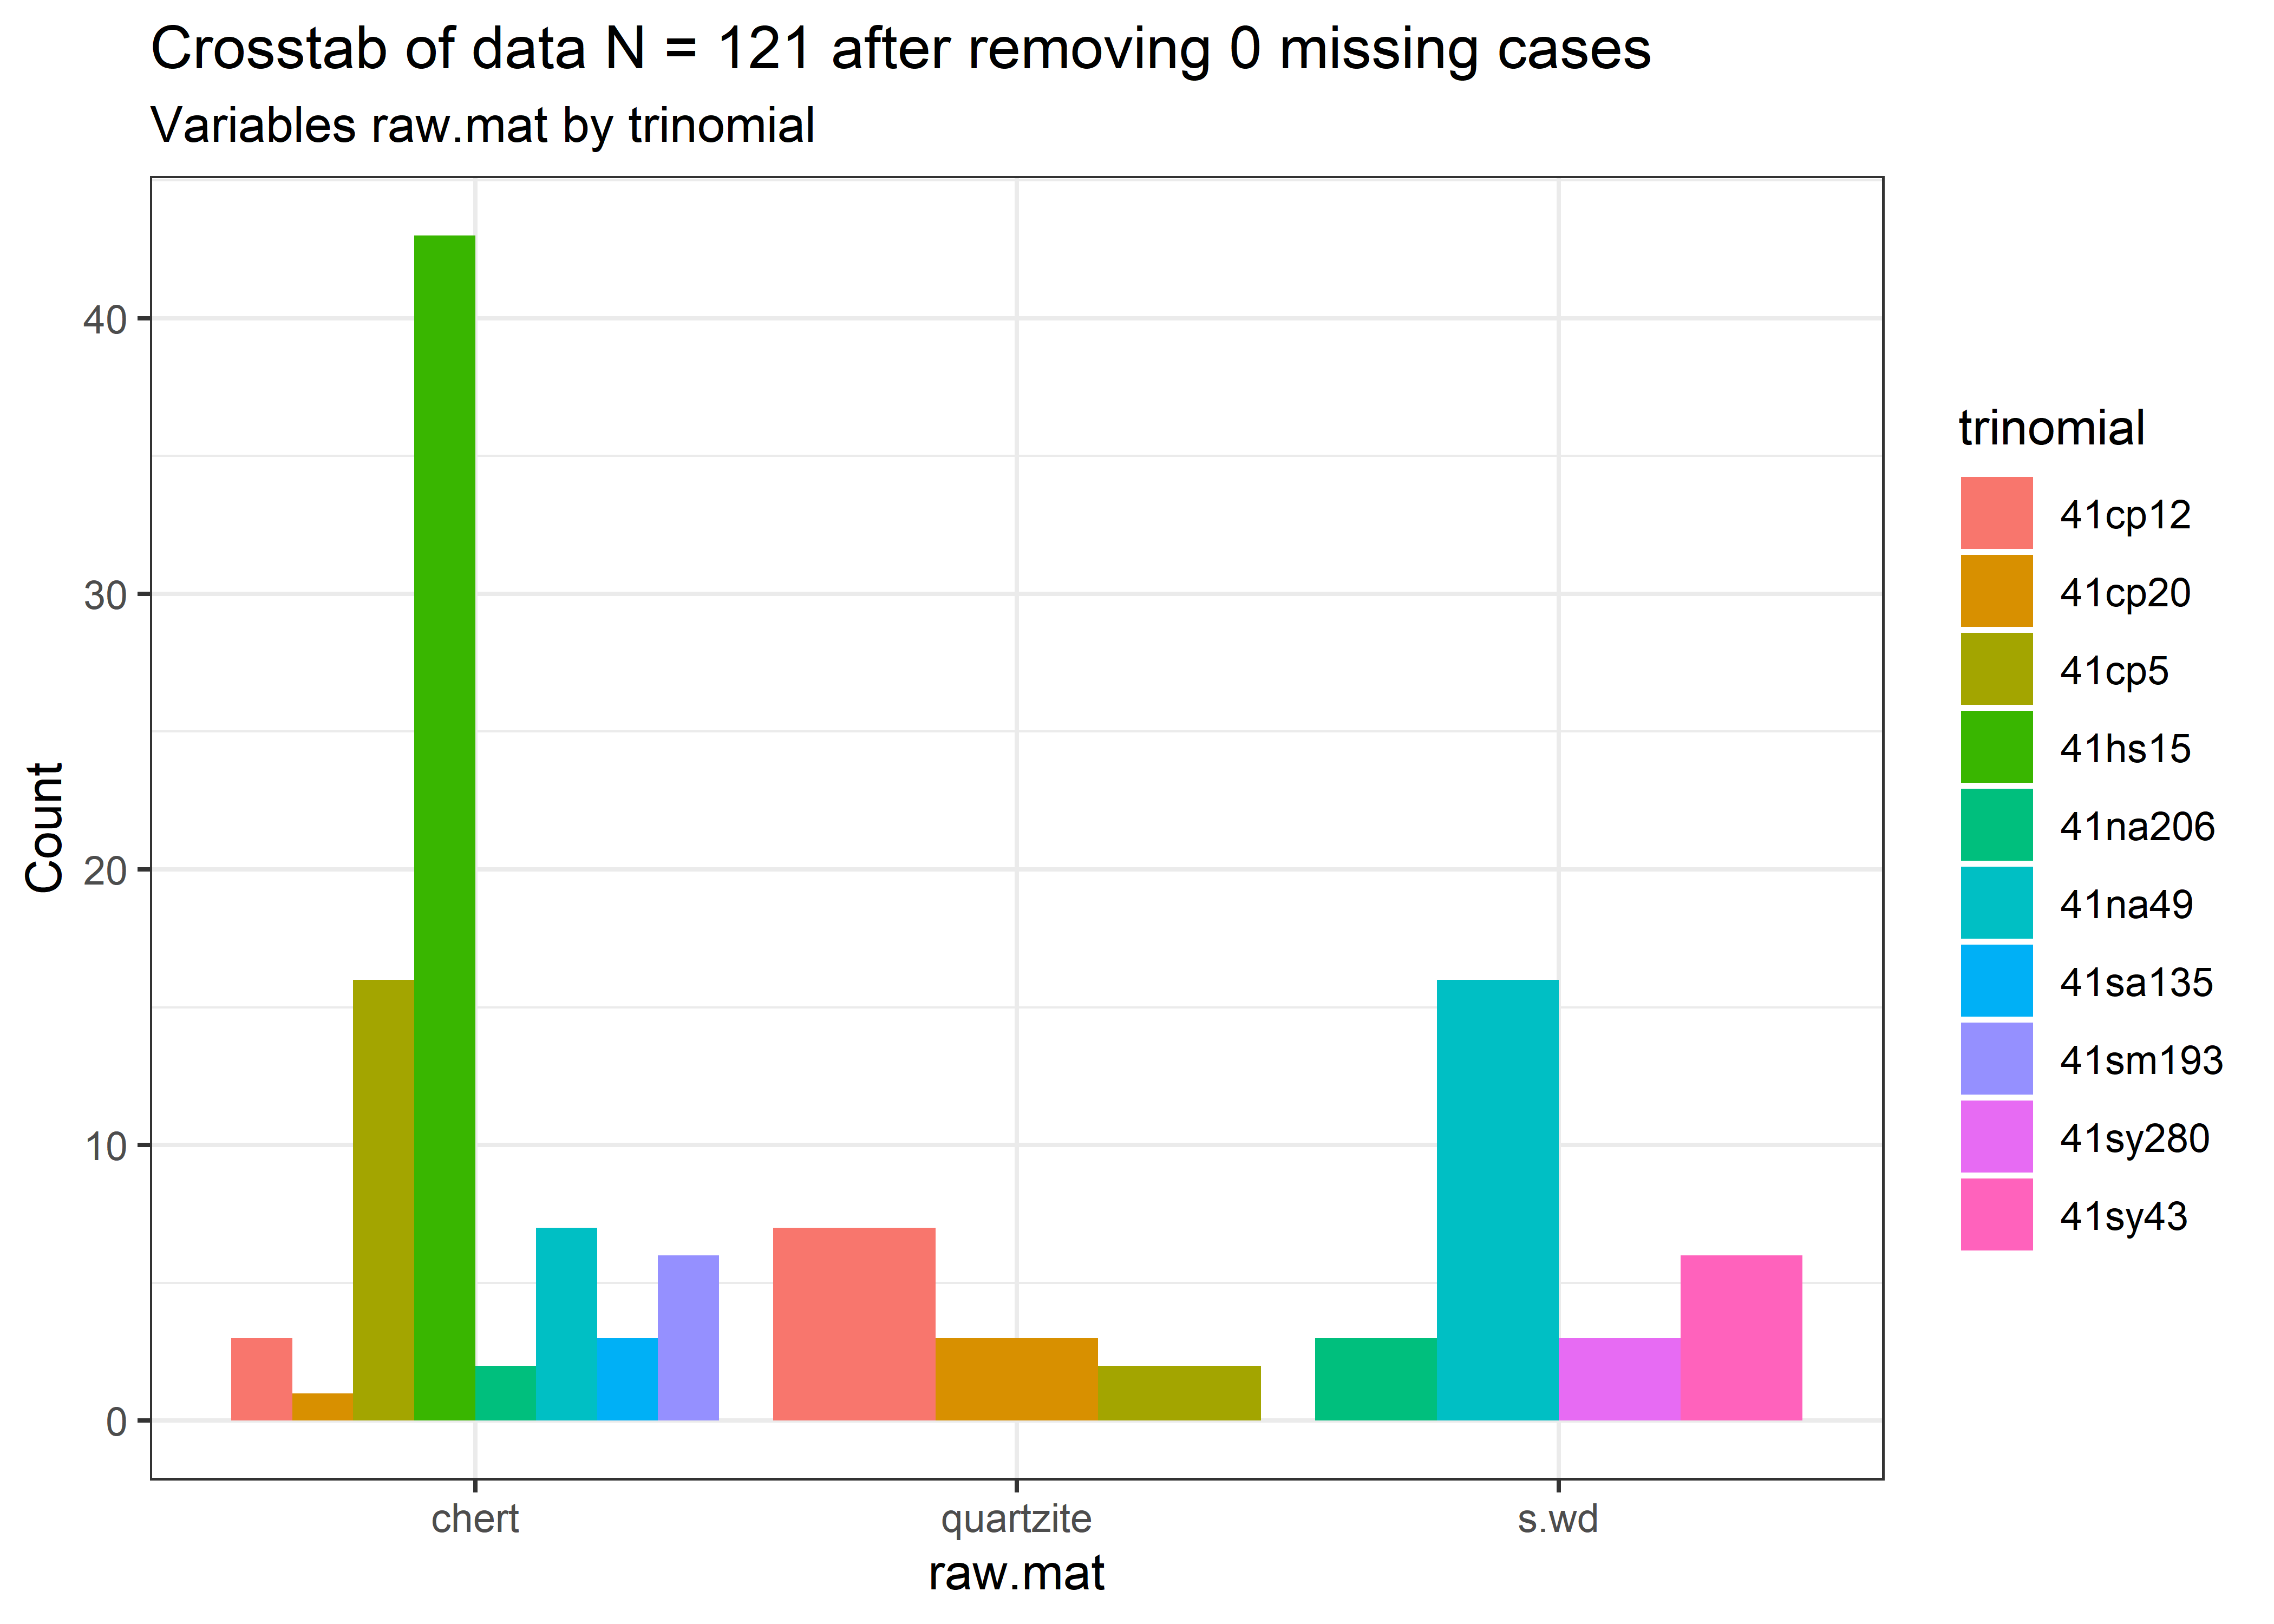 Crosstab of data N = 121 after removing 0 missing cases
Variables raw.mat by trinomial
Count
40
30
20
10
0
chert quartzite s.wd
raw.mat
trinomial
41cp12
41cp20
41cp5
41hs15
41na206
41na49
41sa135
41sm193
41sy280
41sy43